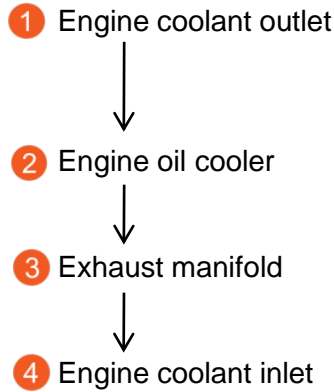 1 Engine coolant outlet
2 Engine oil cooler
3 Exhaust manifold
4 Engine coolant inlet